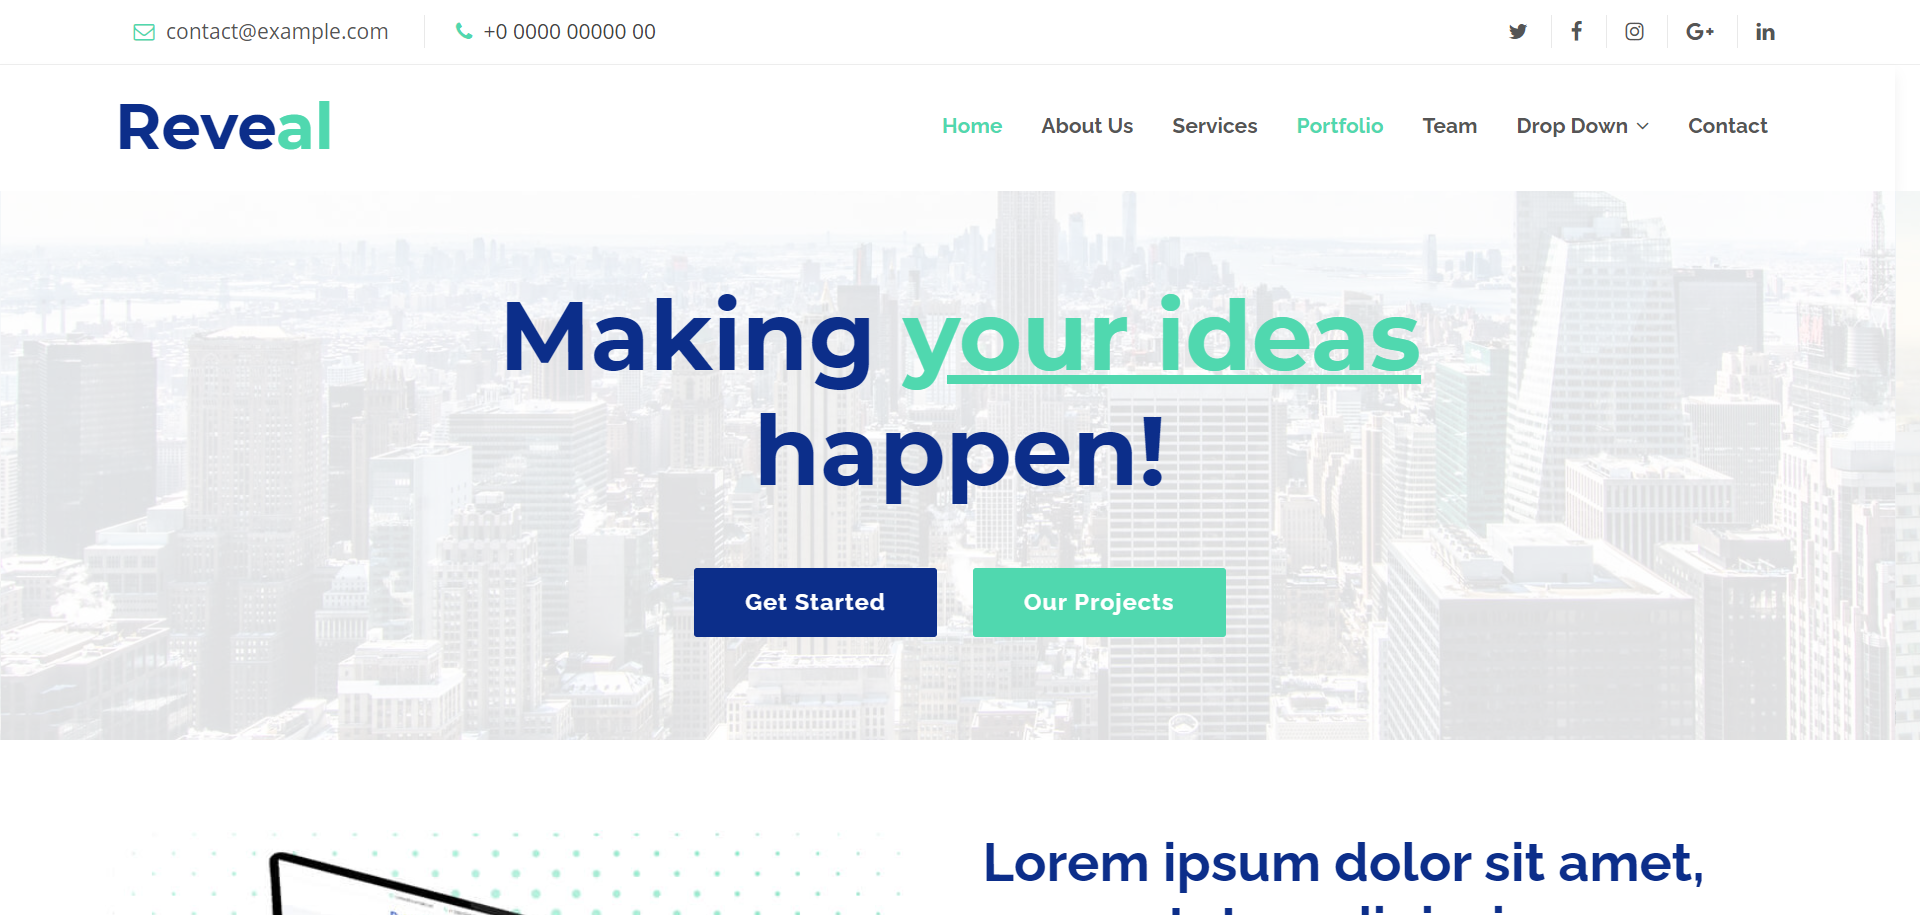 contact@example.com
+0 0000 00000 00
Reveal
Home
About Us
Services
Portfolio
Team
Drop Down
Contact
Making your ideas
happen!
Get Started
Our Projects
Lorem ipsum dolor sit amet,